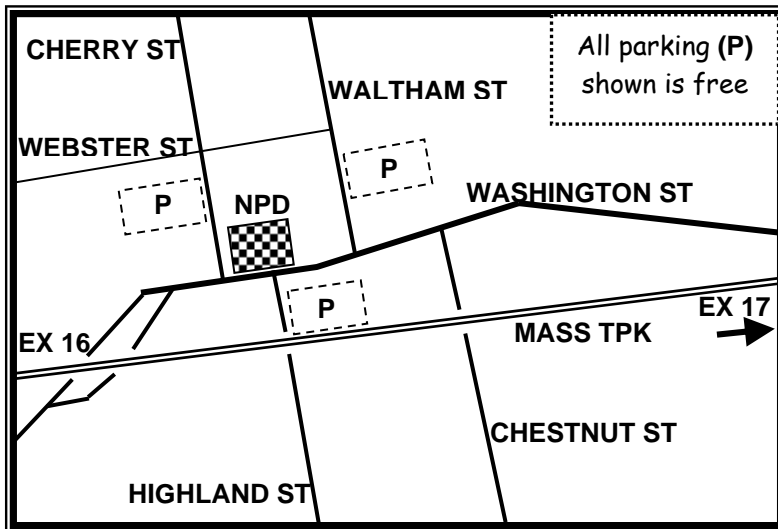 CHERRY ST
All parking (P)
shown is free
WALTHAM ST
WEBSTER ST
P
P
NPD
WASHINGTON ST
P
EX 17
EX 16
MASS TPK
CHESTNUT ST
HIGHLAND ST